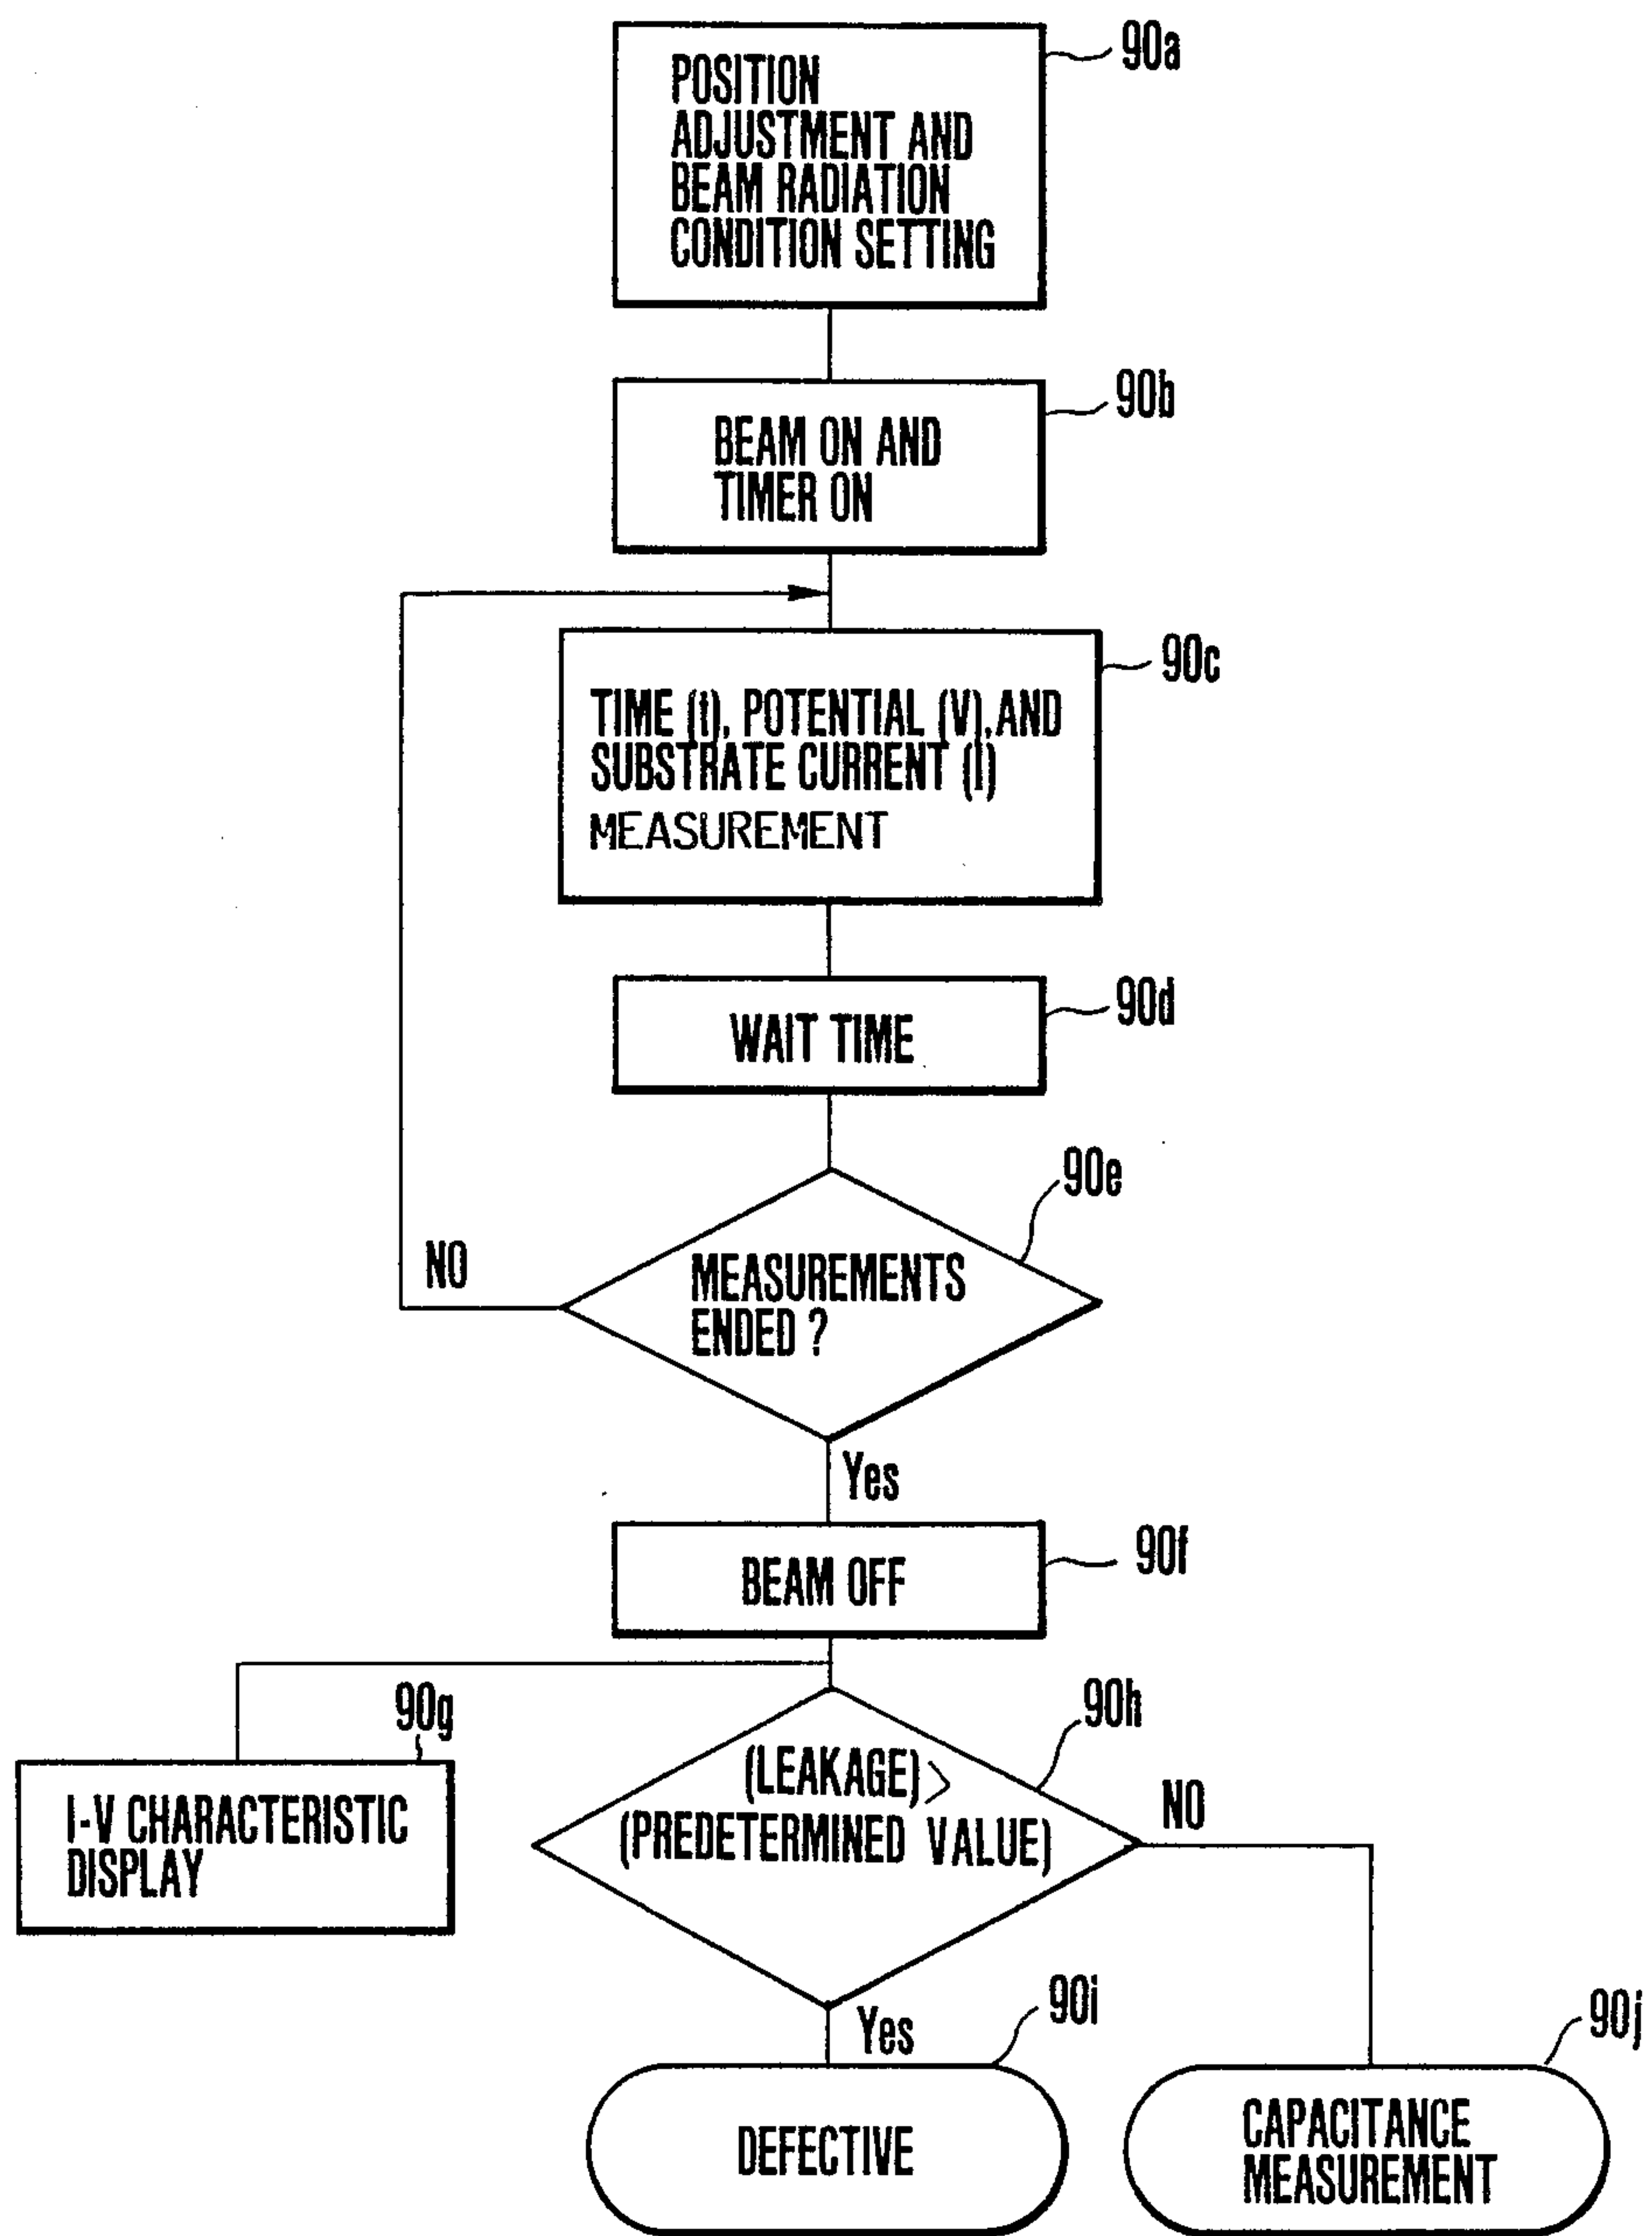 90a
POSITION
ADJUSTMENT AND
BEAM RADIATION
CONDITION SETTING
90b
BEAM ON AND
TIMER ON
90c
TIME (t), POTENTIAL (V), AND
SUBSTRATE CURRENT (I)
MEASUREMENT
90d
WAIT TIME
90e
NO
MEASUREMENTS
ENDED ?
Yes
90f
BEAM OFF
90g
90h
I-V CHARACTERISTIC
DISPLAY
(LEAKAGE) >
(PREDETERMINED VALUE)
NO
Yes
90i
90j
DEFECTIVE
CAPACITANCE
MEASUREMENT